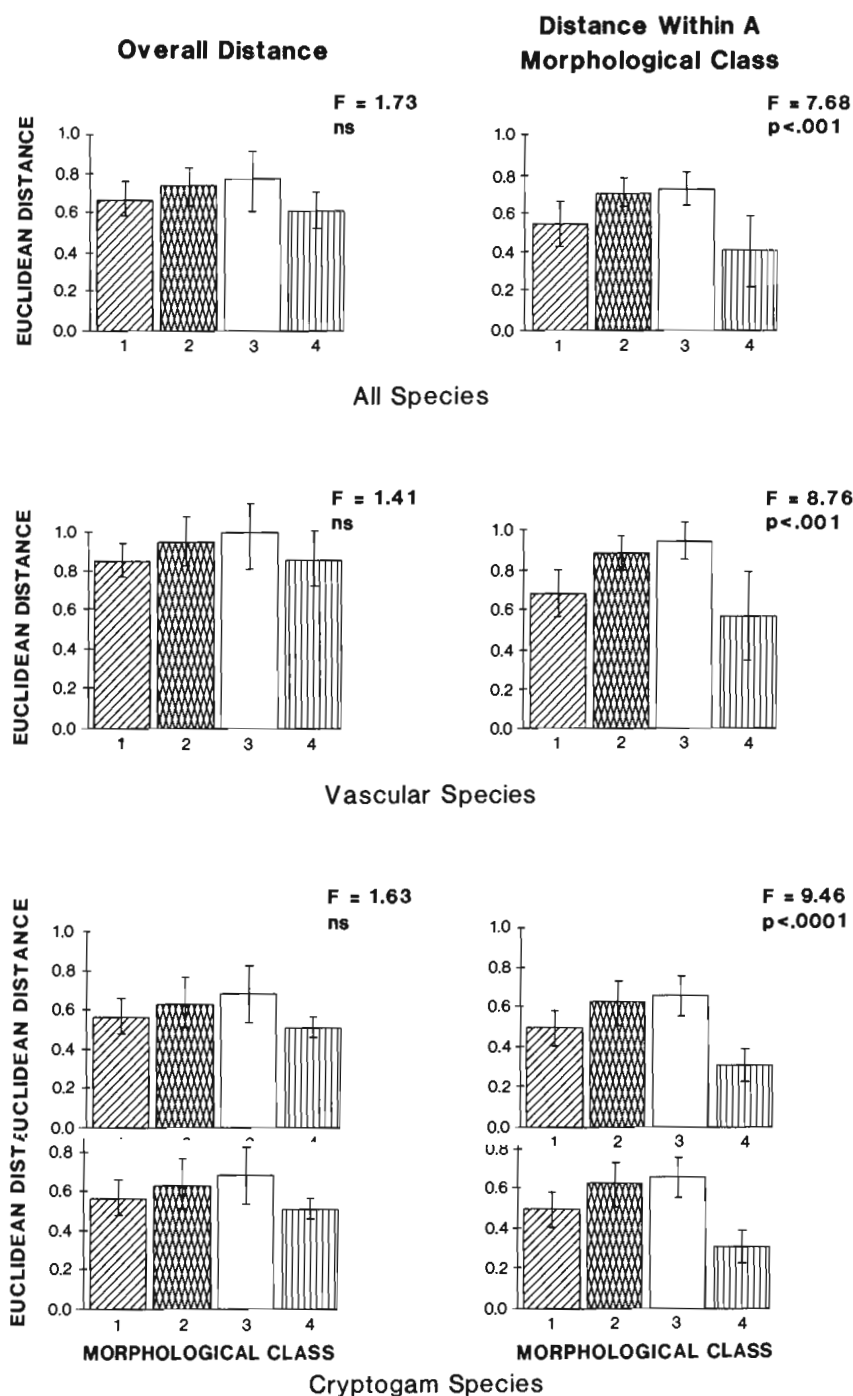 Overall Distance
Distance Within A
Morphological Class
F = 1.73
ns
F = 7.68
p<.001
EUCLIDEAN DISTANCE
1.0
0.8
0.6
0.4
0.2
0.0
1 2 3 4
1.0
0.8
0.6
0.4
0.2
0.0
1 2 3 4
All Species
F = 1.41
ns
F = 8.76
p<.001
EUCLIDEAN DISTANCE
1.0
0.8
0.6
0.4
0.2
0.0
1 2 3 4
1.0
0.8
0.6
0.4
0.2
0.0
1 2 3 4
Vascular Species
F = 1.63
ns
F = 9.46
p<.0001
EUCLIDEAN DISTANCE
1.0
0.8
0.6
0.4
0.2
0.0
1.0
0.8
0.6
0.4
0.2
0.0
1 2 3 4
EUCLIDEAN DISTA
0.6
0.4
0.2
0.0
1 2 3 4
0.8
0.6
0.4
0.2
0.0
1 2 3 4
MORPHOLOGICAL CLASS
MORPHOLOGICAL CLASS
Cryptogam Species